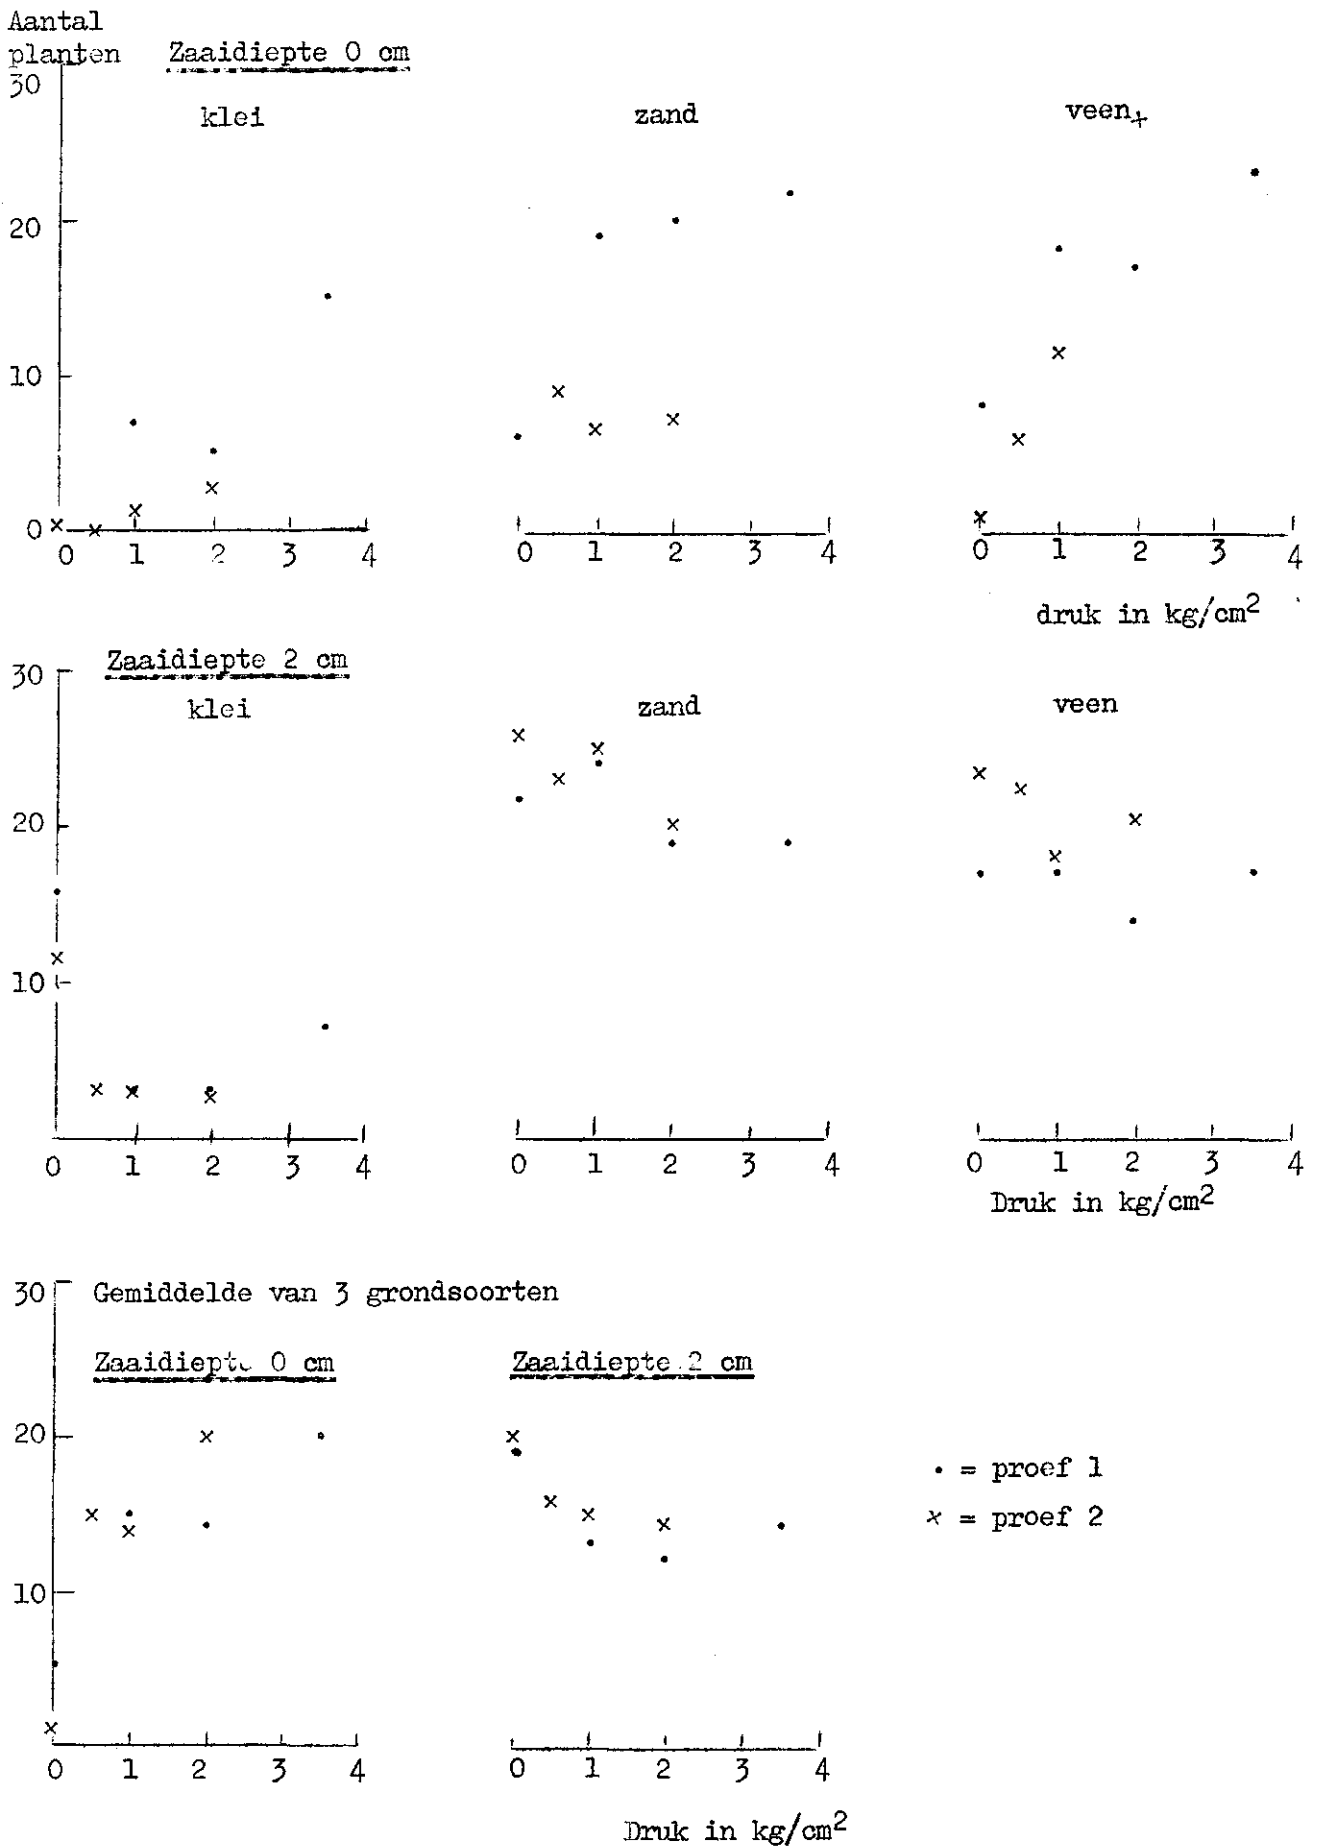 Aantal
planten Zaaidiepte 0 cm
30
klei zand veen+
20
10
0
0 1 2 3 4 0 1 2 3 4 0 1 2 3 4
druk in kg/cm²
Zaaidiepte 2 cm
30
klei zand veen
20
10
0 1 2 3 4 0 1 2 3 4 0 1 2 3 4
Druk in kg/cm²
30 Gemiddelde van 3 grondsoorten
Zaaidiepte 0 cm Zaaidiepte 2 cm
20
• = proef 1
x = proef 2
10
0 1 2 3 4 0 1 2 3 4
Druk in kg/cm²